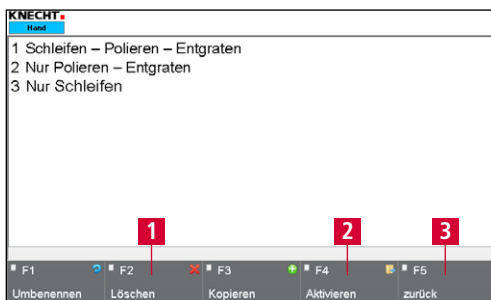 KNECHT
Hand
1 Schleifen – Polieren – Entgraten
2 Nur Polieren – Entgraten
3 Nur Schleifen
1 2 3
F1 F2 F3 F4 F5
Umbenennen Löschen Kopieren Aktivieren zurück